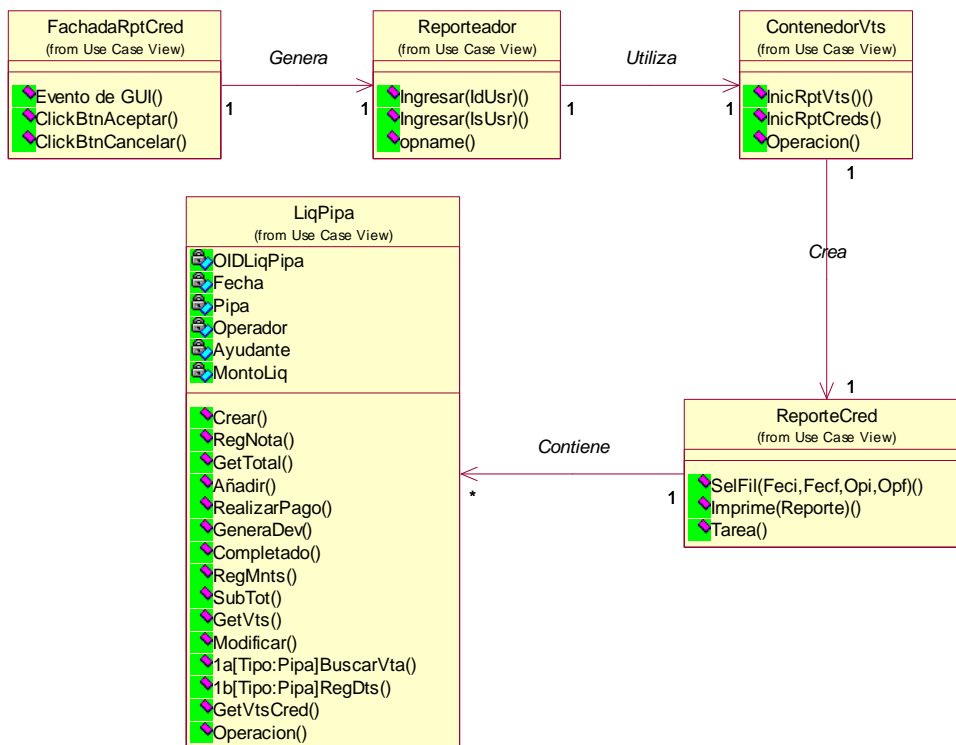 FachadaRptCred
(from Use Case View)
Evento de GUI()
ClickBtnAceptar()
ClickBtnCancelar()
Genera
1
1
Reporteador
(from Use Case View)
Ingresar(IdUsr)()
Ingresar(IsUsr)()
opname()
Utiliza
1
1
ContenedorVts
(from Use Case View)
InicRptVts()()
InicRptCreds()
Operacion()
1
Crea
1
LiqPipa
(from Use Case View)
OIDLiqPipa
Fecha
Pipa
Operador
Ayudante
MontoLiq
Crear()
RegNota()
GetTotal()
Añadir()
RealizarPago()
GeneraDev()
Completado()
RegMnts()
SubTot()
GetVts()
Modificar()
1a[Tipo:Pipa]BuscarVta()
1b[Tipo:Pipa]RegDts()
GetVtsCred()
Operacion()
Contiene
*
1
ReporteCred
(from Use Case View)
SelFil(Feci,Fecf,Opi,Opf)()
Imprime(Reporte)()
Tarea()